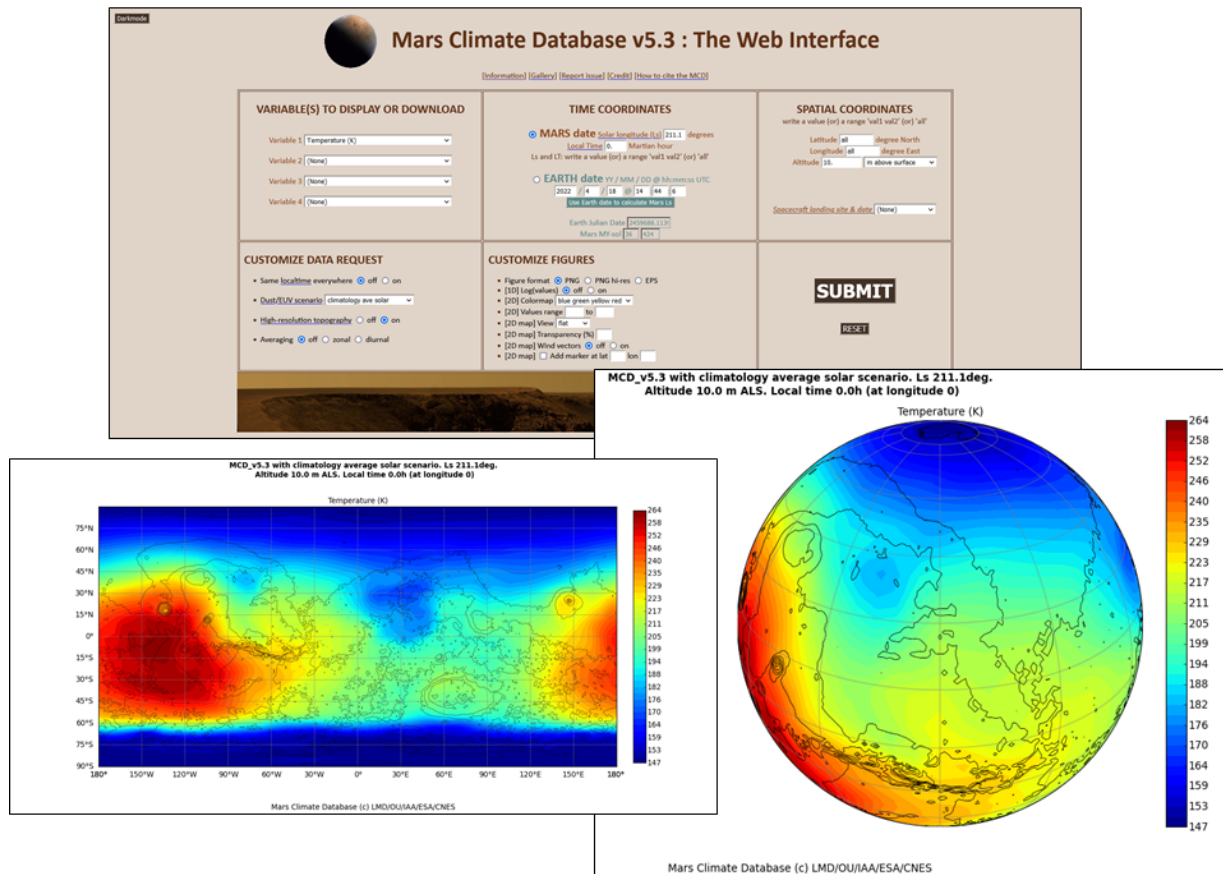 Darkmode
Mars Climate Database v5.3 : The Web Interface
[Information] [Gallery] [Report issue] [Credit] [How to cite the MCD]
VARIABLE(S) TO DISPLAY OR DOWNLOAD
Variable 1 Temperature (K)
Variable 2 (None)
Variable 3 (None)
Variable 4 (None)
TIME COORDINATES
MARS date Solar longitude (Ls) 211.1 degrees
Local Time 0. Martian hour
Ls and LT: write a value (or) a range 'val1 val2' (or) 'all'
EARTH date YY / MM / DD @ hh:mm:ss UTC
2022 / 4 / 18 @ 14 : 44 : 6
Use Earth date to calculate Mars Ls
Earth Julian Date
Mars MY-sol 36 424
SPATIAL COORDINATES
write a value (or) a range 'val1 val2' (or) 'all'
Latitude all degree North
Longitude all degree East
Altitude 10. m above surface
Spacecraft landing site & date (None)
CUSTOMIZE DATA REQUEST
• Same localtime everywhere off on
• Dust/EUV scenario climatology ave solar
• High-resolution topography off on
• Averaging off zonal diurnal
CUSTOMIZE FIGURES
• Figure format PNG PNG hi-res EPS
• [1D] Log(values) off on
• [2D] Colormap blue green yellow red
• [2D] Values range to
• [2D map] View flat
• [2D map] Transparency (%)
• [2D map] Wind vectors off on
• [2D map] Add marker at lat lon
SUBMIT
RESET
MCD_v5.3 with climatology average solar scenario. Ls 211.1deg.
Altitude 10.0 m ALS. Local time 0.0h (at longitude 0)
Temperature (K)
75°N
60°N
45°N
30°N
15°N
0°
15°S
30°S
45°S
60°S
75°S
90°S
180° 150°W 120°W 90°W 60°W 30°W 0° 30°E 60°E 90°E 120°E 150°E 180°
264
258
252
246
240
235
229
223
217
211
205
199
194
188
182
176
170
164
159
153
147
Mars Climate Database (c) LMD/OU/IAA/ESA/CNES
MCD_v5.3 with climatology average solar scenario. Ls 211.1deg.
Altitude 10.0 m ALS. Local time 0.0h (at longitude 0)
Temperature (K)
264
258
252
246
240
235
229
223
217
211
205
199
194
188
182
176
170
164
159
153
147
Mars Climate Database (c) LMD/OU/IAA/ESA/CNES